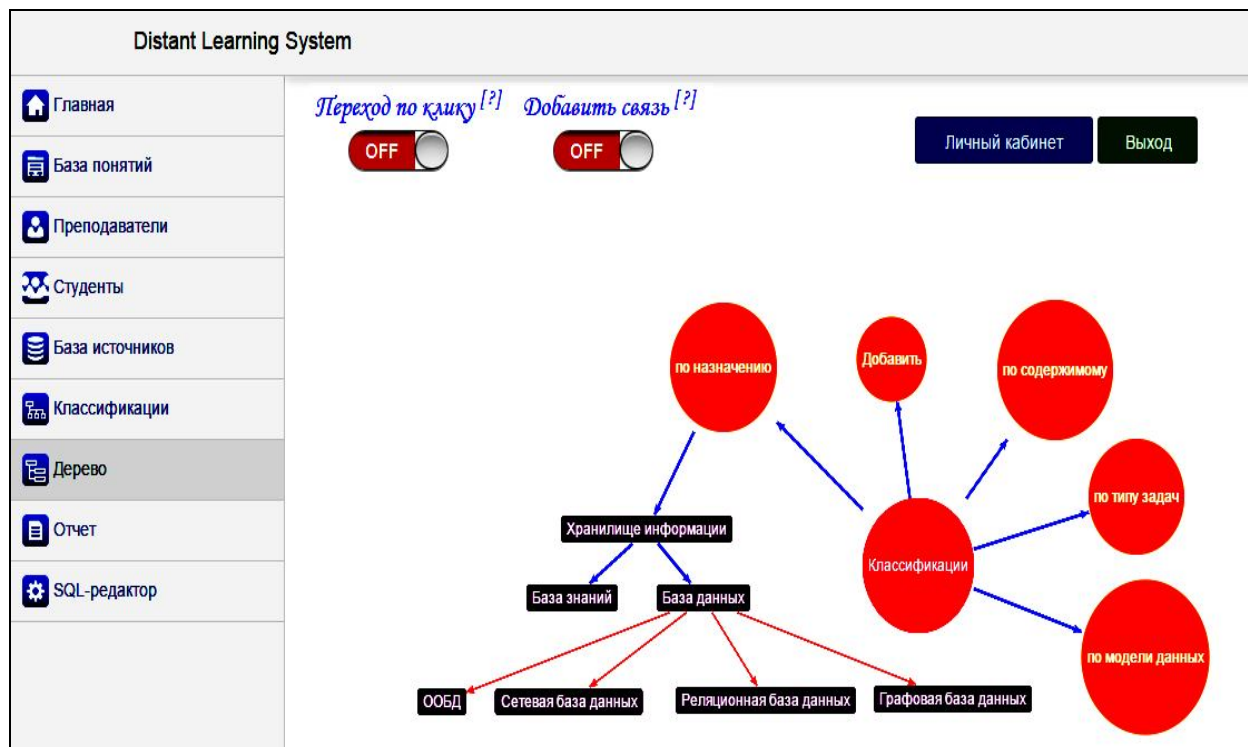 Distant Learning System
Главная
База понятий
Преподаватели
Студенты
База источников
Классификации
Дерево
Отчет
SQL-редактор
Переход по клику [?]
Добавить связь [?]
OFF
OFF
Личный кабинет
Выход
по назначению
Добавить
по содержимому
по типу задач
Классификации
по модели данных
Хранилище информации
База знаний
База данных
ООБД
Сетевая база данных
Реляционная база данных
Графовая база данных